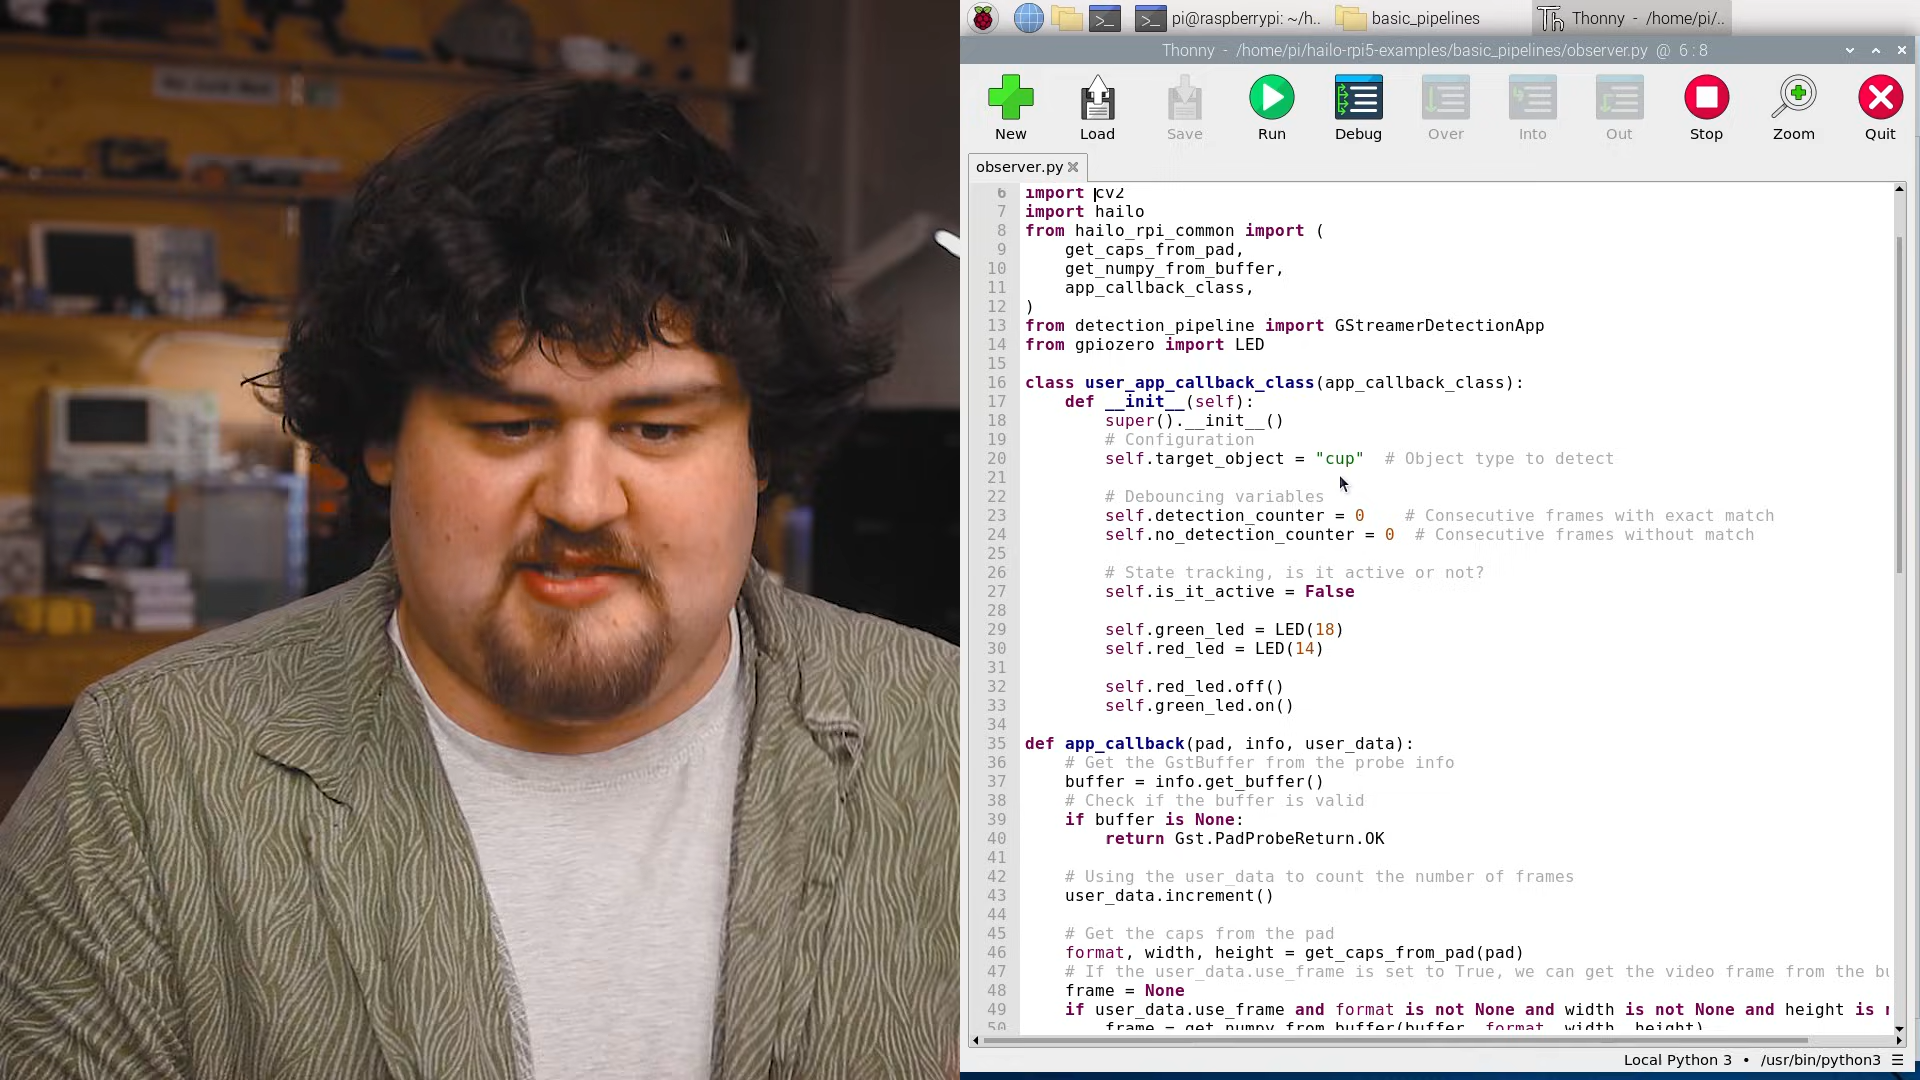 pi@raspberrypi: ~/h..
basic_pipelines
Thonny - /home/pi/..
Thonny - /home/pi/hailo-rpi5-examples/basic_pipelines/observer.py @ 6 : 8
New
Load
Save
Run
Debug
Over
Into
Out
Stop
Zoom
Quit
observer.py
6 import cv2
7 import hailo
8 from hailo_rpi_common import (
9     get_caps_from_pad,
10     get_numpy_from_buffer,
11     app_callback_class,
12 )
13 from detection_pipeline import GStreamerDetectionApp
14 from gpiozero import LED
15
16 class user_app_callback_class(app_callback_class):
17     def __init__(self):
18         super().__init__()
19         # Configuration
20         self.target_object = "cup"  # Object type to detect
21
22         # Debouncing variables
23         self.detection_counter = 0    # Consecutive frames with exact match
24         self.no_detection_counter = 0  # Consecutive frames without match
25
26         # State tracking, is it active or not?
27         self.is_it_active = False
28
29         self.green_led = LED(18)
30         self.red_led = LED(14)
31
32         self.red_led.off()
33         self.green_led.on()
34
35 def app_callback(pad, info, user_data):
36     # Get the GstBuffer from the probe info
37     buffer = info.get_buffer()
38     # Check if the buffer is valid
39     if buffer is None:
40         return Gst.PadProbeReturn.OK
41
42     # Using the user_data to count the number of frames
43     user_data.increment()
44
45     # Get the caps from the pad
46     format, width, height = get_caps_from_pad(pad)
47     # If the user_data.use_frame is set to True, we can get the video frame from the bu
48     frame = None
49     if user_data.use_frame and format is not None and width is not None and height is n
50         frame = get_numpy_from_buffer(buffer, format, width, height)
Local Python 3 • /usr/bin/python3 ☰